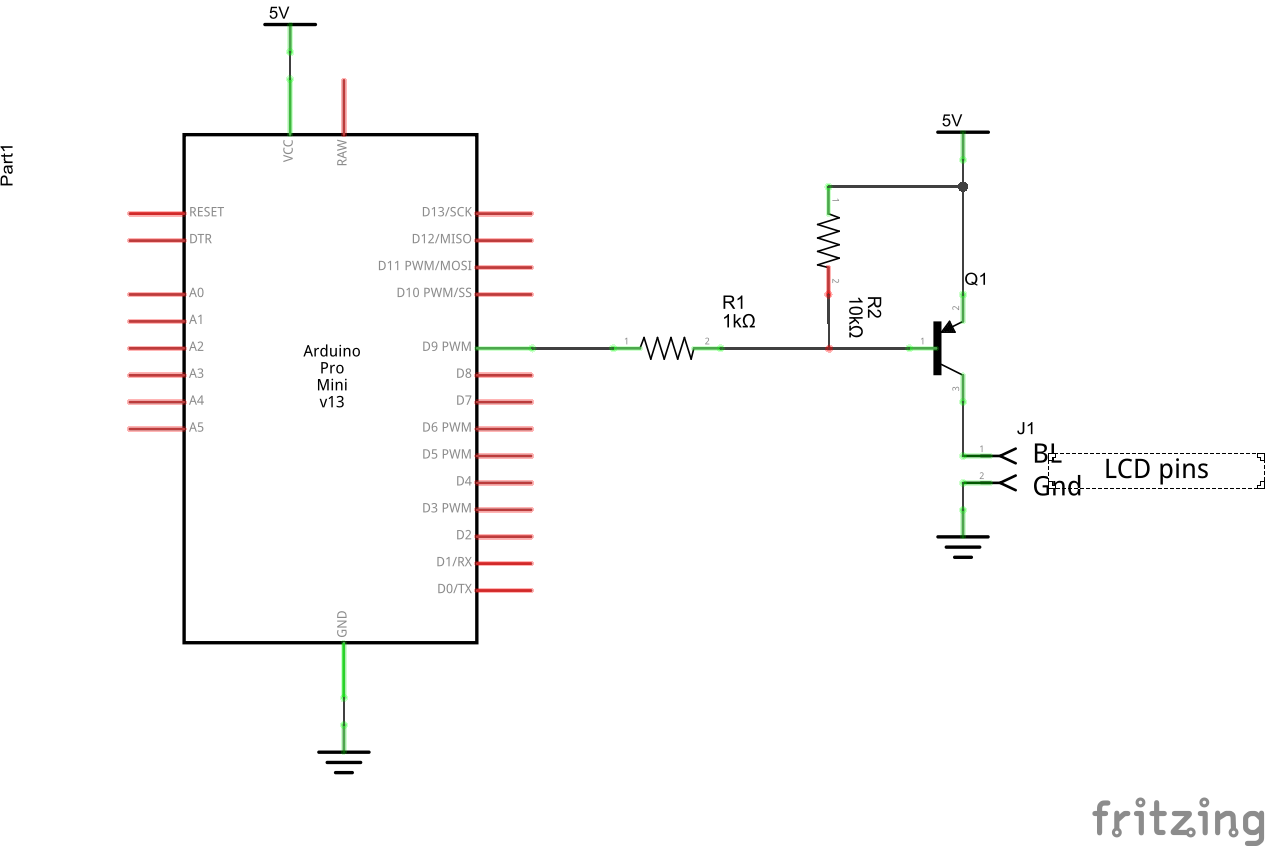 5V
Part1
VCC
RAW
RESET
DTR
A0
A1
A2
A3
A4
A5
Arduino
Pro
Mini
v13
D13/SCK
D12/MISO
D11 PWM/MOSI
D10 PWM/SS
D9 PWM
D8
D7
D6 PWM
D5 PWM
D4
D3 PWM
D2
D1/RX
D0/TX
GND
1
2
R1
1kΩ
1
2
R2
10kΩ
5V
Q1
2
1
3
J1
1
BL
2
Gnd
LCD pins
fritzing